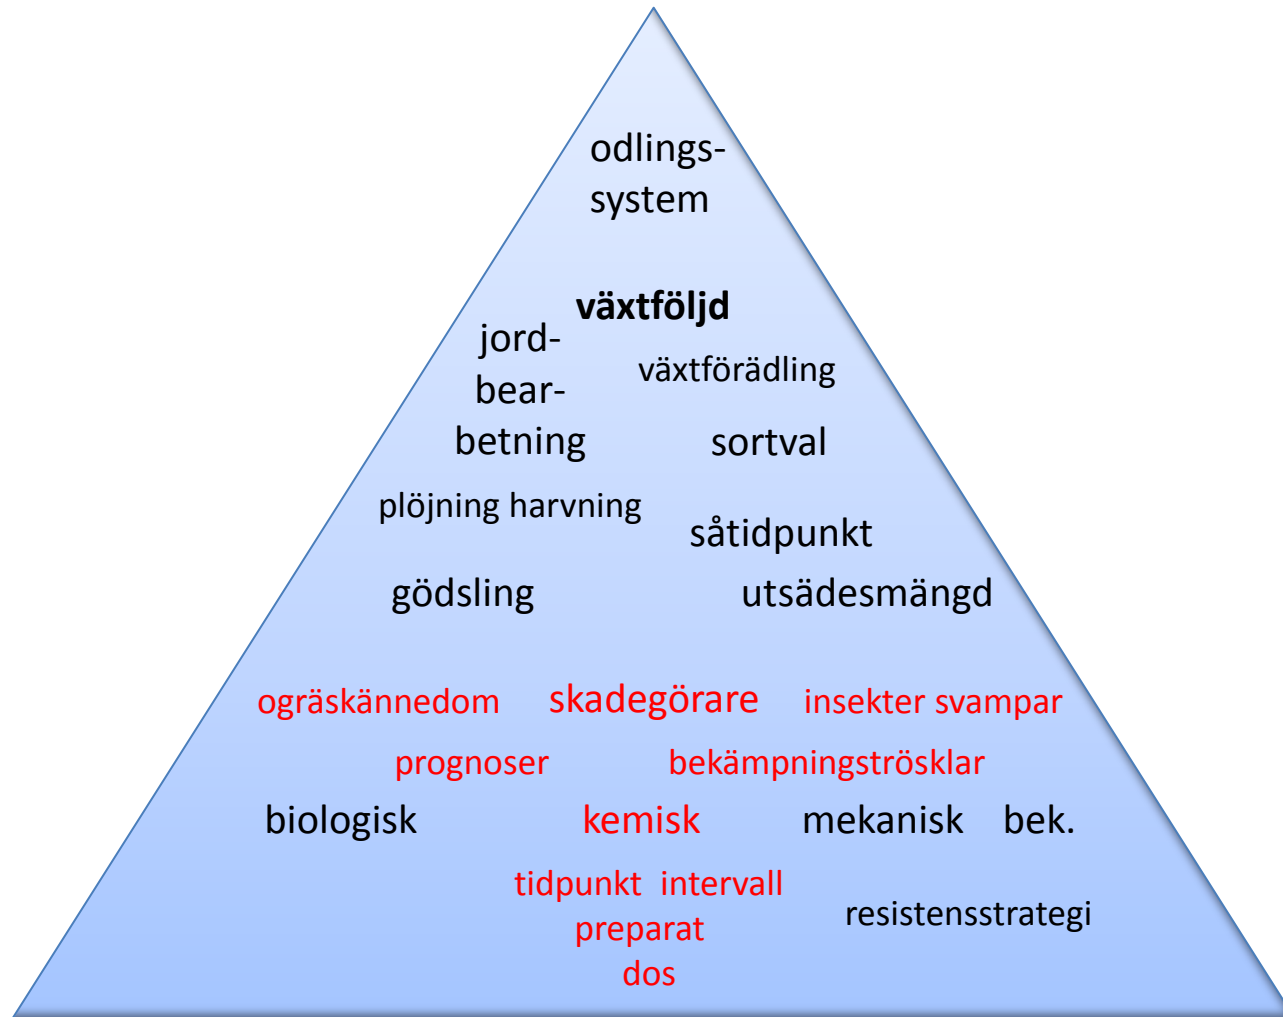 odlings-
system
växtföljd
jord-
bear-
betning
växtförädling
sortval
plöjning harvning
såtidpunkt
gödsling
utsädesmängd
ogräskännedom
skadegörare
insekter svampar
prognoser
bekämpningströsklar
biologisk
kemisk
mekanisk bek.
tidpunkt intervall
preparat
dos
resistensstrategi